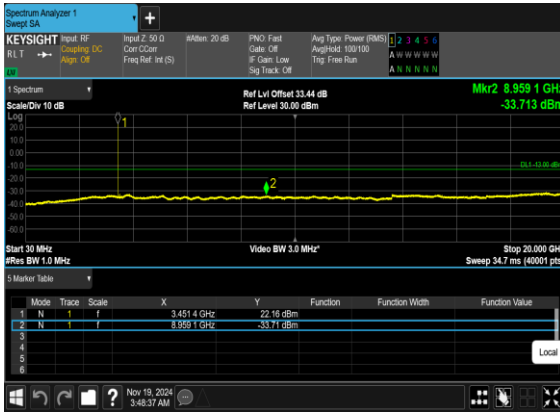 Spectrum Analyzer 1
Swept SA
KEYSIGHT
RLT
Input: RF
Coupling: DC
Align: Off
Input Z: 50 Ω
Corr CCorr
Freq Ref: Int (S)
#Atten: 20 dB
PNO: Fast
Gate: Off
IF Gain: Low
Sig Track: Off
Avg Type: Power (RMS)
Avg|Hold: 100/100
Trig: Free Run
1 2 3 4 5 6
A W W W W W
A N N N N N
1 Spectrum
Scale/Div 10 dB
Ref Lvl Offset 33.44 dB
Ref Level 30.00 dBm
Mkr2 8.959 1 GHz
-33.713 dBm
Log
20.0
10.0
0.00
-10.0
-20.0
-30.0
-40.0
-50.0
-60.0
1
2
DL1 -13.00 dBm
Start 30 MHz
#Res BW 1.0 MHz
Video BW 3.0 MHz*
Stop 20.000 GHz
Sweep 34.7 ms (40001 pts)
5 Marker Table
Mode Trace Scale X Y Function Function Width Function Value
1 N 1 f 3.451 4 GHz 22.16 dBm
2 N 1 f 8.959 1 GHz -33.71 dBm
3
4
5
6
Local
?
Nov 19, 2024
3:48:37 AM